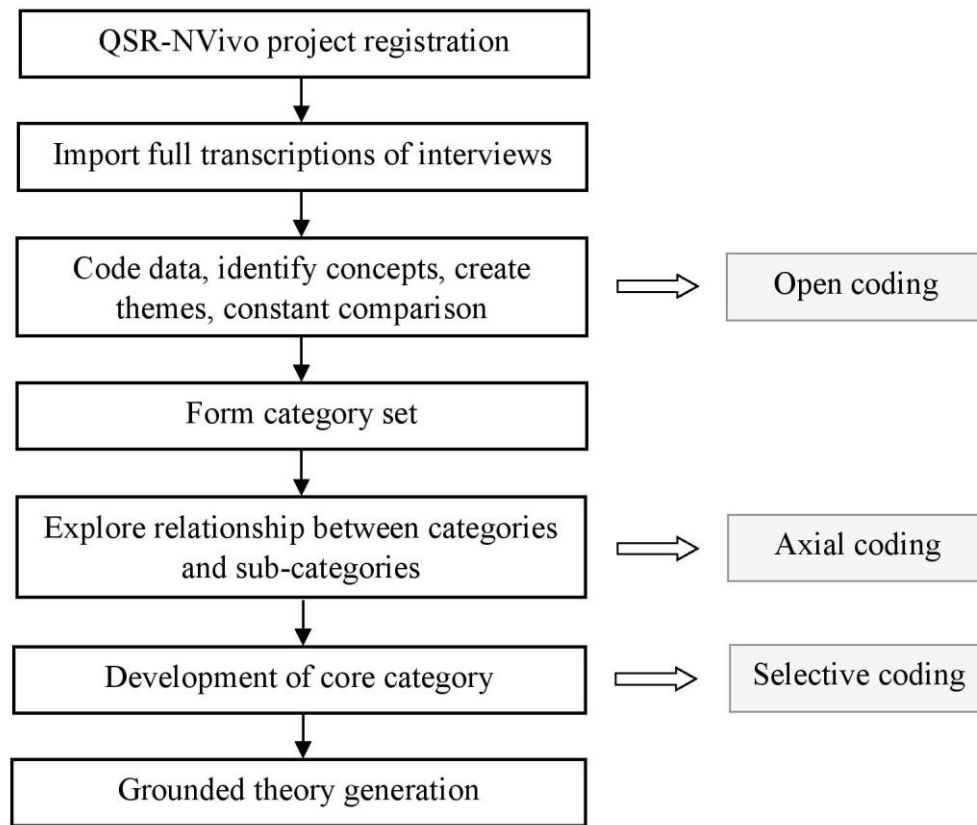 QSR-NVivo project registration
Import full transcriptions of interviews
Code data, identify concepts, create
themes, constant comparison
Open coding
Form category set
Explore relationship between categories
and sub-categories
Axial coding
Development of core category
Selective coding
Grounded theory generation